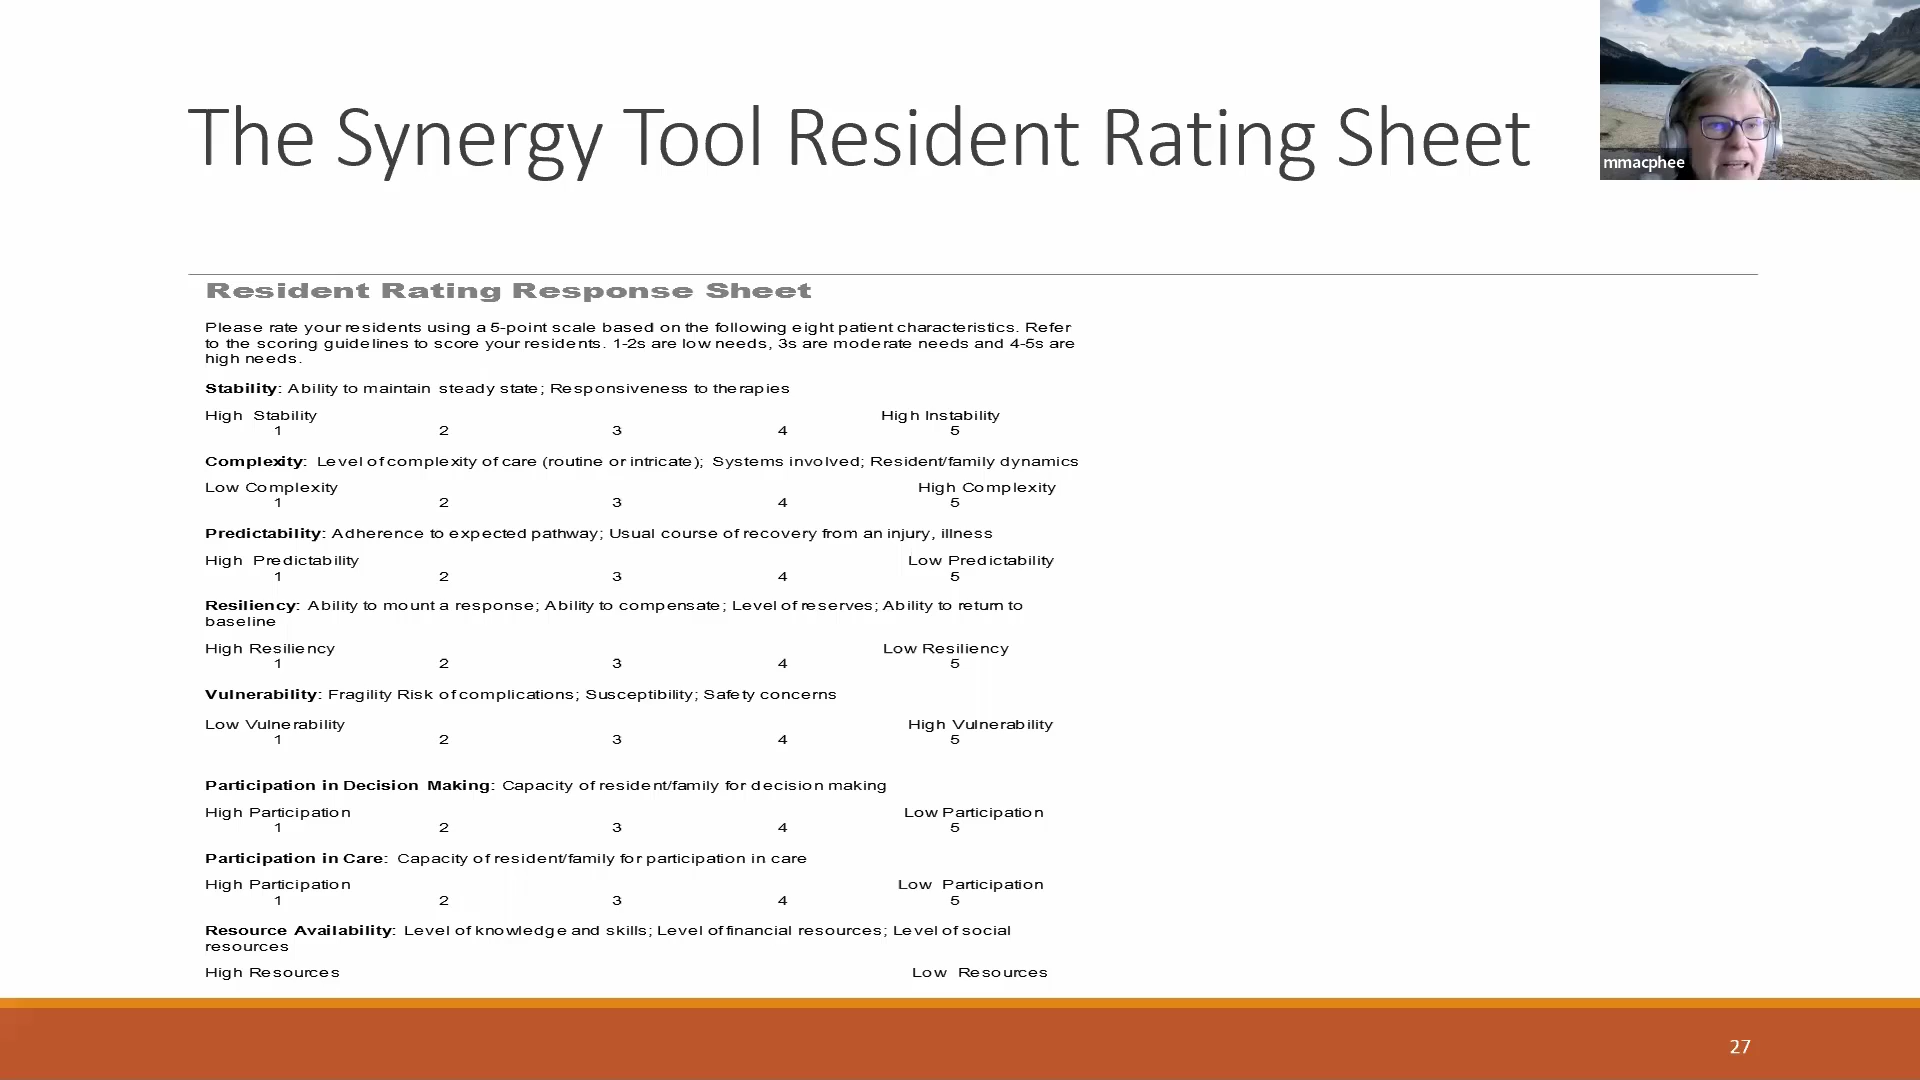 The Synergy Tool Resident Rating Sheet
mmacphee
Resident Rating Response Sheet
Please rate your residents using a 5-point scale based on the following eight patient characteristics. Refer
to the scoring guidelines to score your residents. 1-2s are low needs, 3s are moderate needs and 4-5s are
high needs.
Stability: Ability to maintain steady state; Responsiveness to therapies
High Stability High Instability
1 2 3 4 5
Complexity: Level of complexity of care (routine or intricate); Systems involved; Resident/family dynamics
Low Complexity High Complexity
1 2 3 4 5
Predictability: Adherence to expected pathway; Usual course of recovery from an injury, illness
High Predictability Low Predictability
1 2 3 4 5
Resiliency: Ability to mount a response; Ability to compensate; Level of reserves; Ability to return to
baseline
High Resiliency Low Resiliency
1 2 3 4 5
Vulnerability: Fragility Risk of complications; Susceptibility; Safety concerns
Low Vulnerability High Vulnerability
1 2 3 4 5
Participation in Decision Making: Capacity of resident/family for decision making
High Participation Low Participation
1 2 3 4 5
Participation in Care: Capacity of resident/family for participation in care
High Participation Low Participation
1 2 3 4 5
Resource Availability: Level of knowledge and skills; Level of financial resources; Level of social
resources
High Resources Low Resources
27